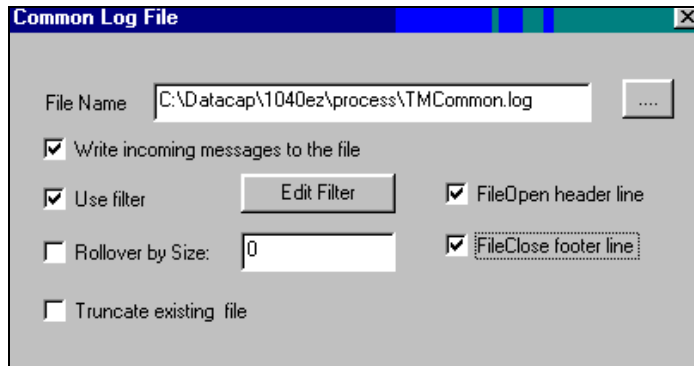 Common Log File
File Name C:\Datacap\1040ez\process\TMCommon.log ....
Write incoming messages to the file
Use filter Edit Filter FileOpen header line
Rollover by Size: 0 FileClose footer line
Truncate existing file